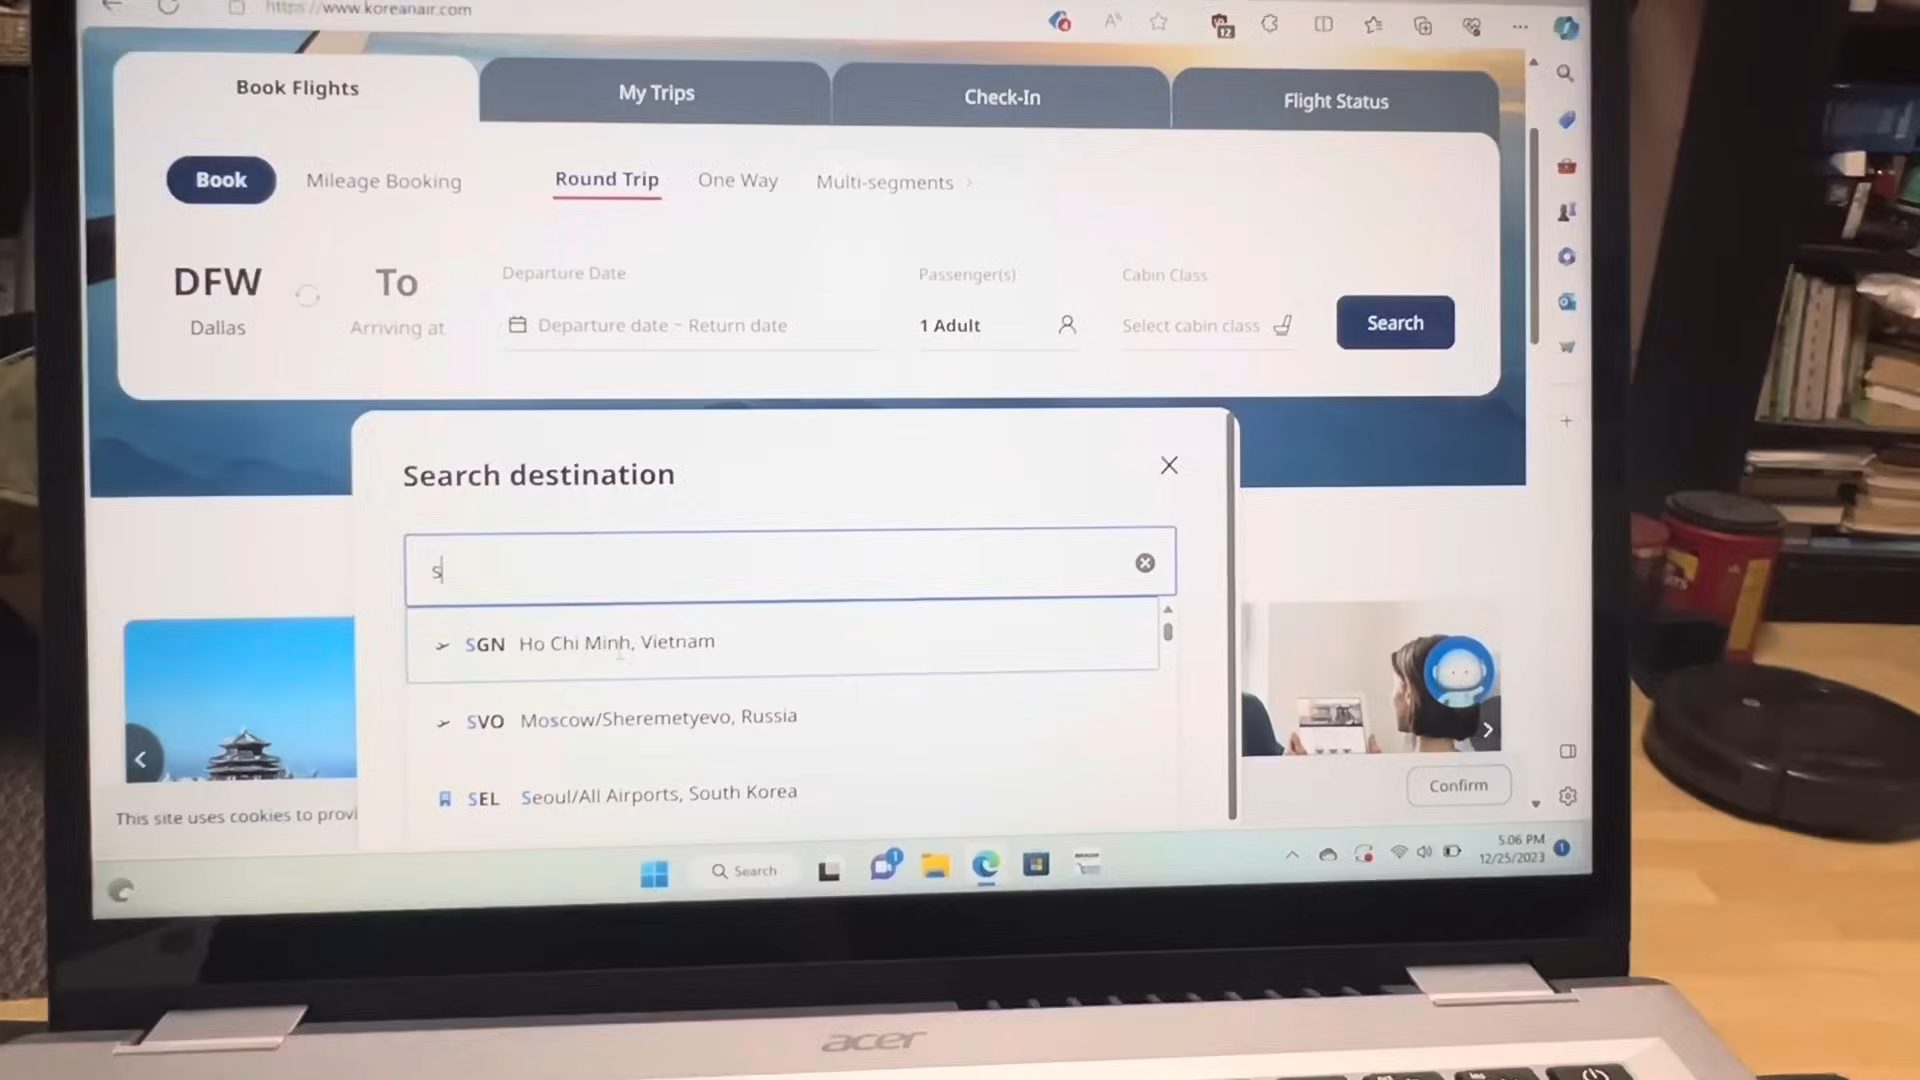 https://www.koreanair.com
12
Book Flights
My Trips
Check-In
Flight Status
Book
Mileage Booking
Round Trip
One Way
Multi-segments
DFW
To
Departure Date
Passenger(s)
Cabin Class
Dallas
Arriving at
Departure date ~ Return date
1 Adult
Select cabin class
Search
Search destination
s
SGN Ho Chi Minh, Vietnam
SVO Moscow/Sheremetyevo, Russia
SEL Seoul/All Airports, South Korea
This site uses cookies to provi
Confirm
Search
1
5:06 PM
12/25/2023
1
acer